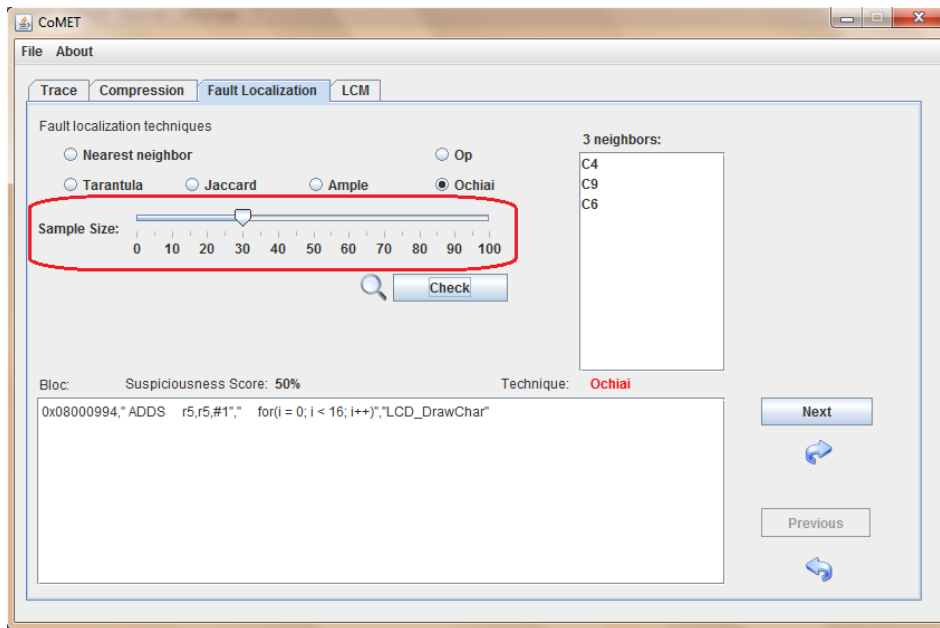 CoMET
File About
Trace Compression Fault Localization LCM
Fault localization techniques
3 neighbors:
Nearest neighbor Op
C4
Tarantula Jaccard Ample Ochiai
C9
C6
Sample Size:
0 10 20 30 40 50 60 70 80 90 100
Check
Bloc: Suspiciousness Score: 50% Technique: Ochiai
0x08000994," ADDS r5,r5,#1"," for(i = 0; i < 16; i++)","LCD_DrawChar"
Next
Previous